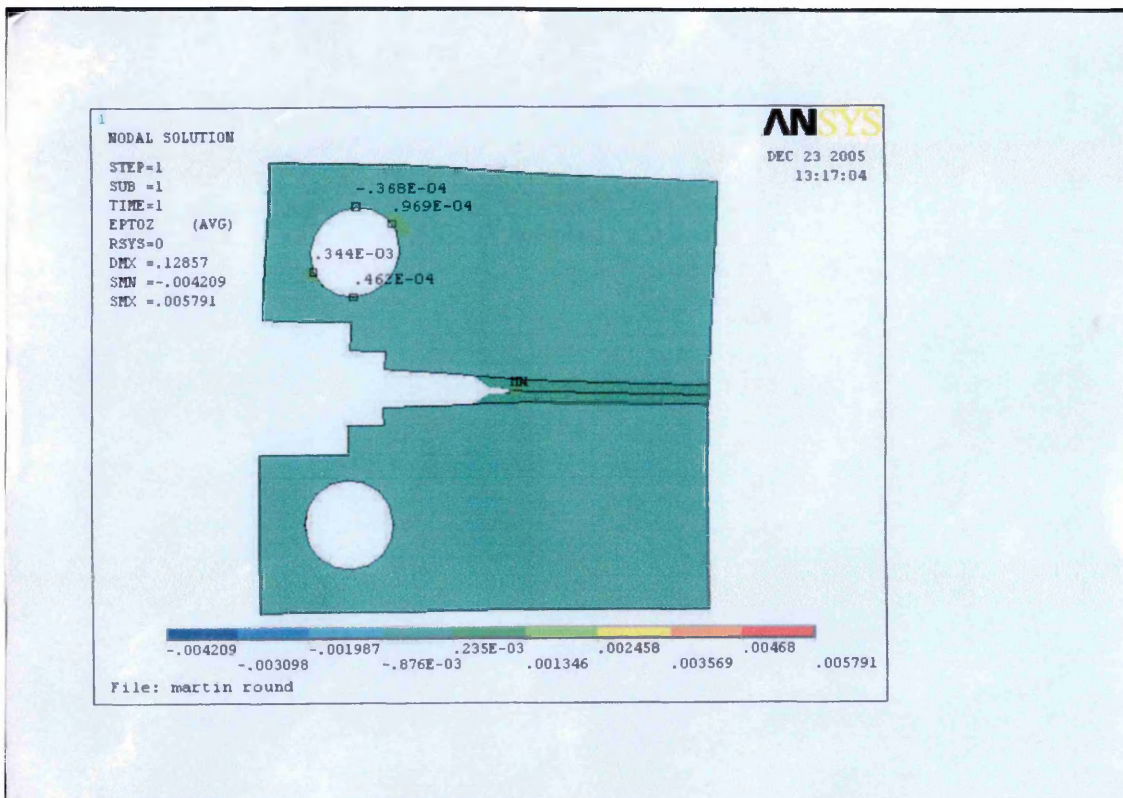 1
NODAL SOLUTION
STEP=1
SUB =1
TIME=1
EPTOZ (AVG)
RSYS=0
DMX =.12857
SMN =-.004209
SMX =.005791
ANSYS
DEC 23 2005
13:17:04
-.368E-04
.969E-04
.344E-03
.462E-04
MN
-.004209 -.001987 .235E-03 .002458 .00468
-.003098 -.876E-03 .001346 .003569 .005791
File: martin round